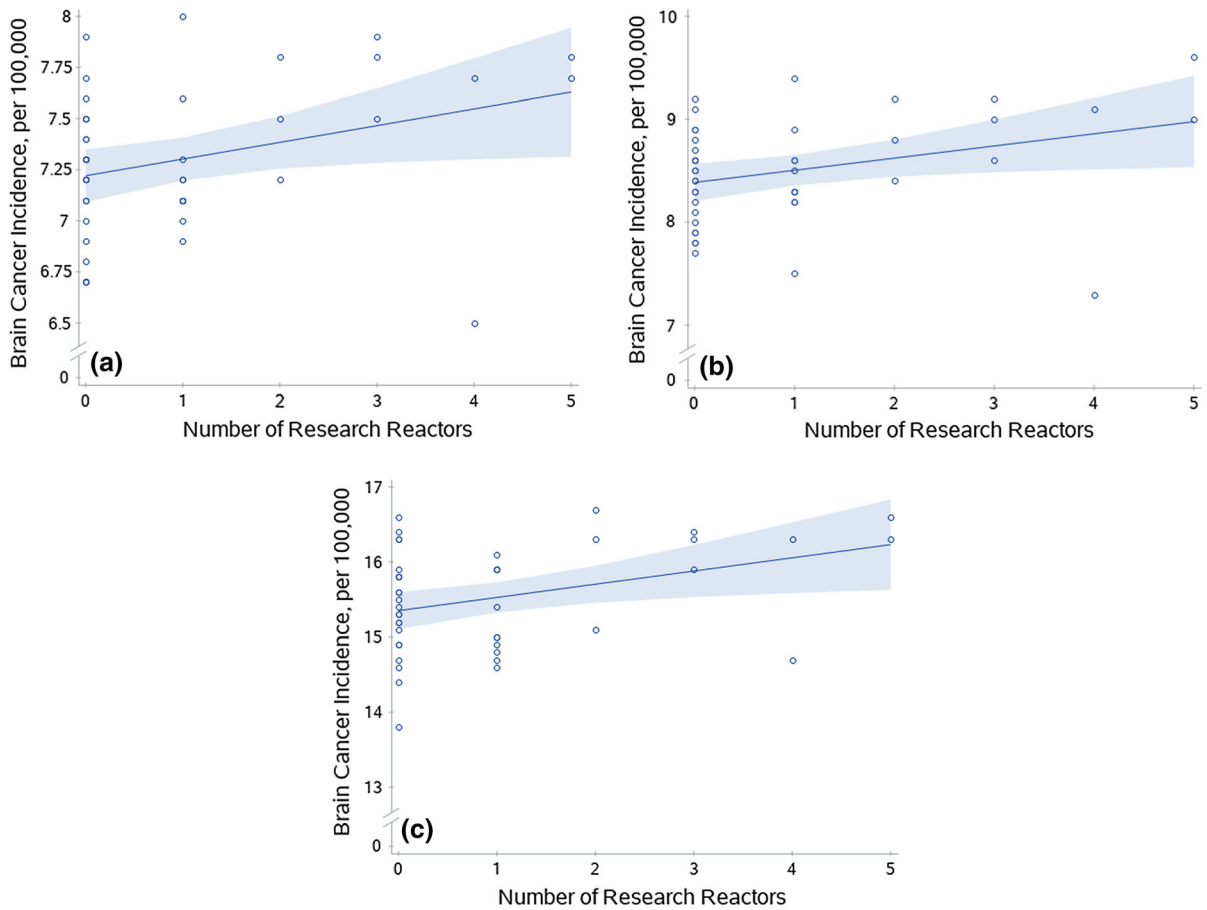 8
7.75
7.5
7.25
7
6.75
6.5
0
Brain Cancer Incidence, per 100,000
(a)
0 1 2 3 4 5
Number of Research Reactors
10
9
8
7
0
Brain Cancer Incidence, per 100,000
(b)
0 1 2 3 4 5
Number of Research Reactors
17
16
15
14
13
0
Brain Cancer Incidence, per 100,000
(c)
0 1 2 3 4 5
Number of Research Reactors